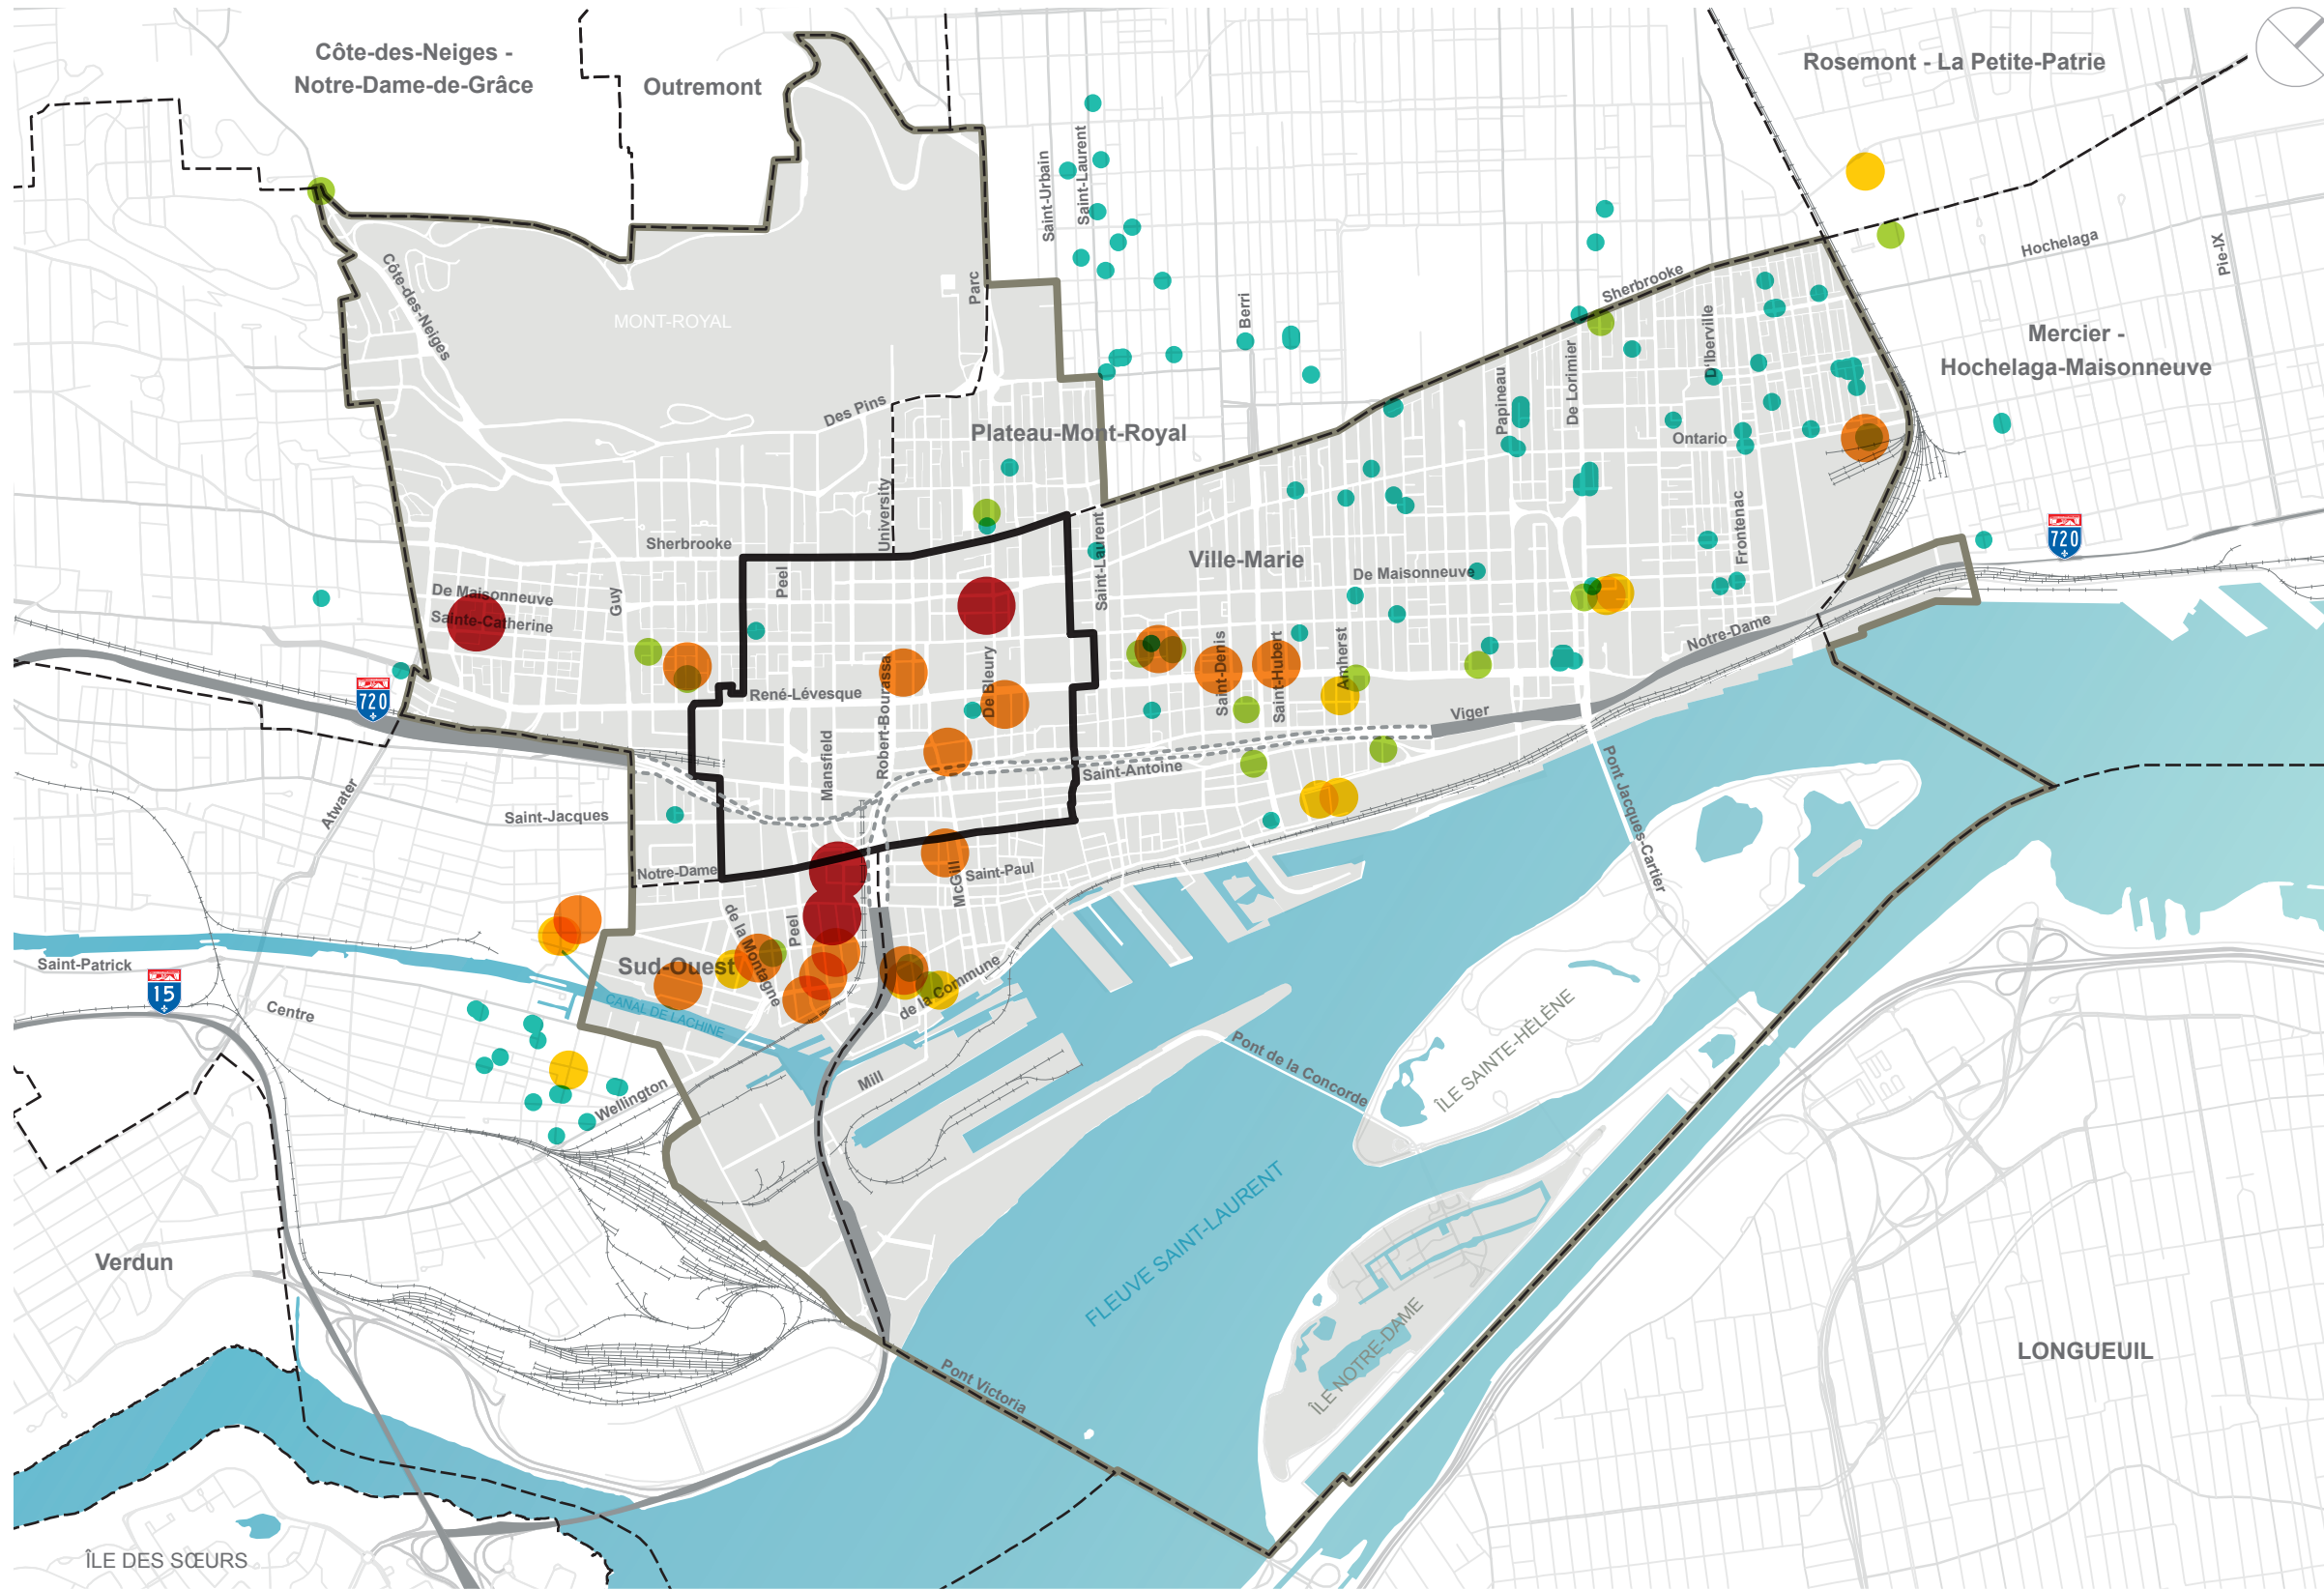 Côte-des-Neiges -
Notre-Dame-de-Grâce
Outremont
Rosemont - La Petite-Patrie
Saint-Urbain
Saint-Laurent
Hochelaga
Pie-IX
Côte-des-Neiges
Parc
Sherbrooke
Berri
MONT-ROYAL
D'Iberville
Mercier -
Hochelaga-Maisonneuve
De Lorimier
Papineau
Des Pins
Plateau-Mont-Royal
Ontario
University
Frontenac
Sherbrooke
Saint-Laurent
Ville-Marie
720
De Maisonneuve
Peel
De Maisonneuve
Guy
Sainte-Catherine
Notre-Dame
Saint-Denis
Saint-Hubert
Amherst
De Bleury
Robert-Bourassa
René-Lévesque
720
Viger
Mansfield
Saint-Antoine
Pont Jacques-Cartier
Atwater
Saint-Jacques
Notre-Dame
McGill
Saint-Paul
de la Montagne
Peel
Saint-Patrick
Sud-Ouest
de la Commune
15
CANAL DE LACHINE
Centre
Pont de la Concorde
ÎLE SAINTE-HÉLÈNE
Mill
Wellington
FLEUVE SAINT-LAURENT
Verdun
ÎLE NOTRE-DAME
LONGUEUIL
Pont Victoria
ÎLE DES SŒURS